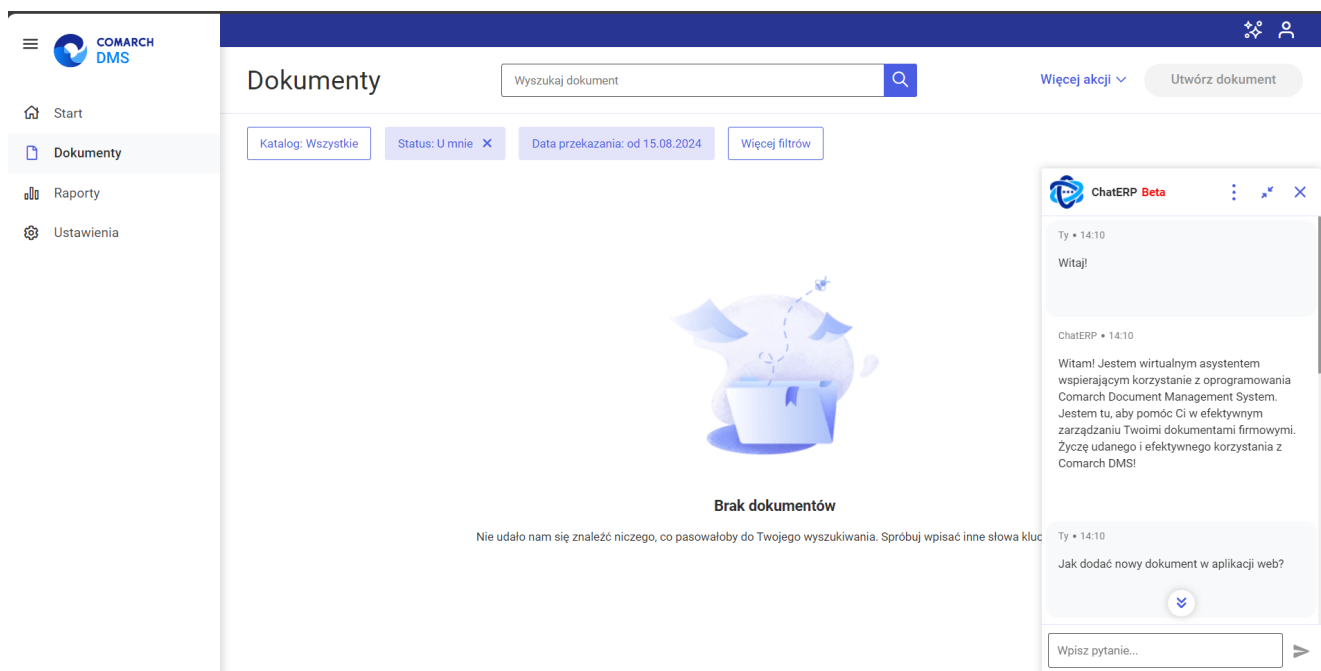 COMARCH
DMS
Start
Dokumenty
Raporty
Ustawienia
Dokumenty
Wyszukaj dokument
Więcej akcji
Utwórz dokument
Katalog: Wszystkie
Status: U mnie
Data przekazania: od 15.08.2024
Więcej filtrów
Brak dokumentów
Nie udało nam się znaleźć niczego, co pasowałoby do Twojego wyszukiwania. Spróbuj wpisać inne słowa kluc
ChatERP Beta
Ty • 14:10
Witaj!
ChatERP • 14:10
Witam! Jestem wirtualnym asystentem
wspierającym korzystanie z oprogramowania
Comarch Document Management System.
Jestem tu, aby pomóc Ci w efektywnym
zarządzaniu Twoimi dokumentami firmowymi.
Życzę udanego i efektywnego korzystania z
Comarch DMS!
Ty • 14:10
Jak dodać nowy dokument w aplikacji web?
Wpisz pytanie...